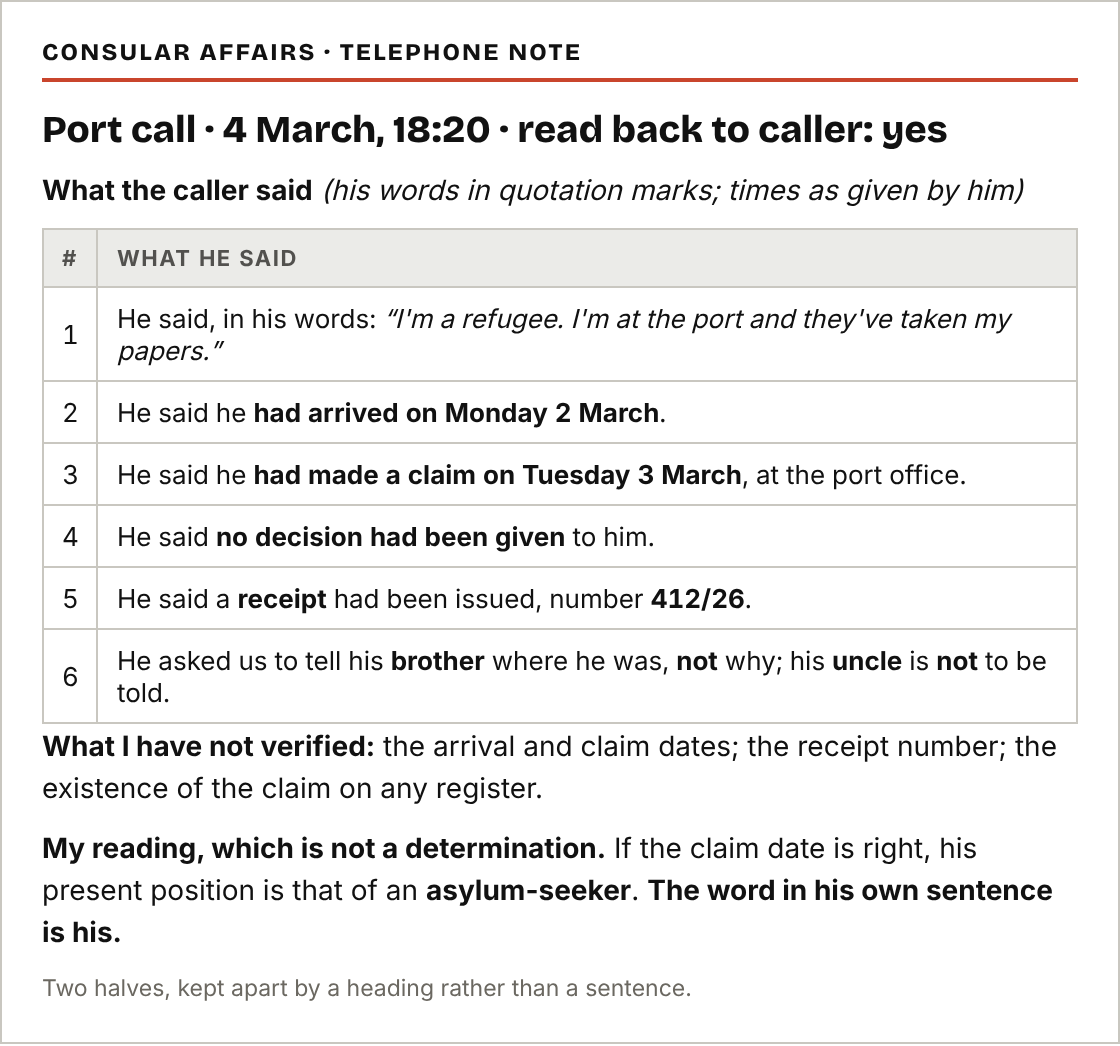 CONSULAR AFFAIRS · TELEPHONE NOTE
Port call · 4 March, 18:20 · read back to caller: yes
What the caller said (his words in quotation marks; times as given by him)
# WHAT HE SAID
1 He said, in his words: “I'm a refugee. I'm at the port and they've taken my
papers.”
2 He said he had arrived on Monday 2 March.
3 He said he had made a claim on Tuesday 3 March, at the port office.
4 He said no decision had been given to him.
5 He said a receipt had been issued, number 412/26.
6 He asked us to tell his brother where he was, not why; his uncle is not to be
told.
What I have not verified: the arrival and claim dates; the receipt number; the
existence of the claim on any register.
My reading, which is not a determination. If the claim date is right, his
present position is that of an asylum-seeker. The word in his own sentence
is his.
Two halves, kept apart by a heading rather than a sentence.